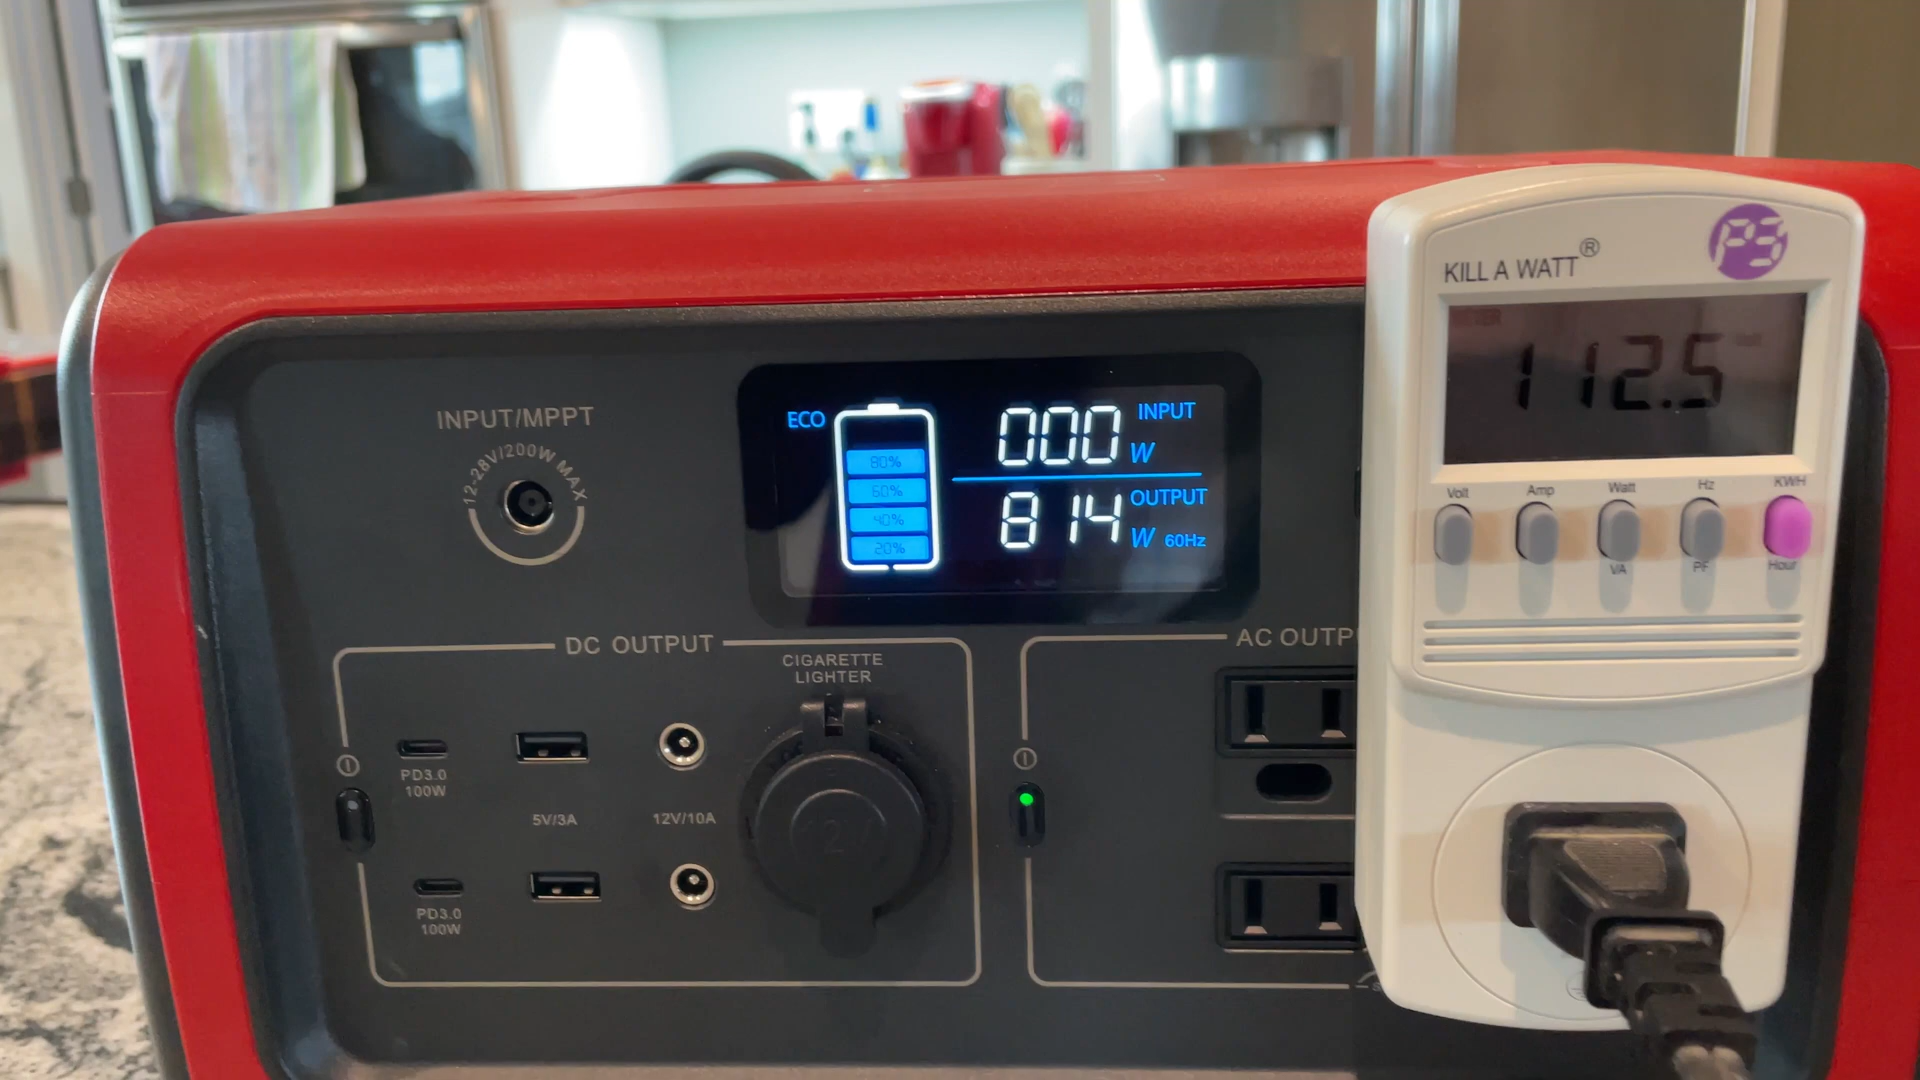 KILL A WATT®
P3
112.5
Volt
Amp
Watt
Hz
KWH
VA
PF
Hour
INPUT/MPPT
12-28V/200W MAX
ECO
80%
60%
40%
20%
000 INPUT
W
814 OUTPUT
W 60Hz
DC OUTPUT
CIGARETTE
LIGHTER
PD3.0
100W
5V/3A
12V/10A
12V
PD3.0
100W
AC OUTP